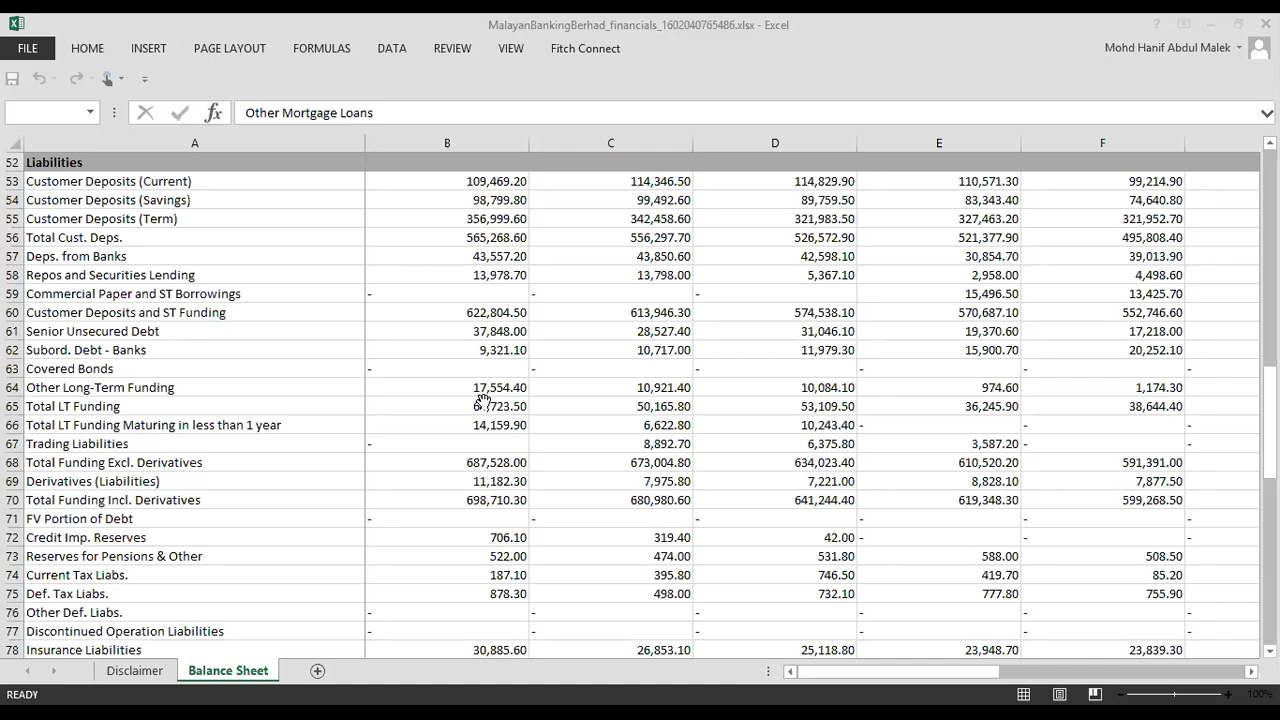 MalayanBankingBerhad_financials_1602040765486.xlsx - Excel
FILE HOME INSERT PAGE LAYOUT FORMULAS DATA REVIEW VIEW Fitch Connect Mohd Hanif Abdul Malek
Other Mortgage Loans
A B C D E F
52 Liabilities
53 Customer Deposits (Current) 109,469.20 114,346.50 114,829.90 110,571.30 99,214.90
54 Customer Deposits (Savings) 98,799.80 99,492.60 89,759.50 83,343.40 74,640.80
55 Customer Deposits (Term) 356,999.60 342,458.60 321,983.50 327,463.20 321,952.70
56 Total Cust. Deps. 565,268.60 556,297.70 526,572.90 521,377.90 495,808.40
57 Deps. from Banks 43,557.20 43,850.60 42,598.10 30,854.70 39,013.90
58 Repos and Securities Lending 13,978.70 13,798.00 5,367.10 2,958.00 4,498.60
59 Commercial Paper and ST Borrowings - - - 15,496.50 13,425.70
60 Customer Deposits and ST Funding 622,804.50 613,946.30 574,538.10 570,687.10 552,746.60
61 Senior Unsecured Debt 37,848.00 28,527.40 31,046.10 19,370.60 17,218.00
62 Subord. Debt - Banks 9,321.10 10,717.00 11,979.30 15,900.70 20,252.10
63 Covered Bonds - - - - - -
64 Other Long-Term Funding 17,554.40 10,921.40 10,084.10 974.60 1,174.30
65 Total LT Funding 50,165.80 53,109.50 36,245.90 38,644.40
66 Total LT Funding Maturing in less than 1 year 14,159.90 6,622.80 10,243.40 - - -
67 Trading Liabilities - 8,892.70 6,375.80 3,587.20 - -
68 Total Funding Excl. Derivatives 687,528.00 673,004.80 634,023.40 610,520.20 591,391.00
69 Derivatives (Liabilities) 11,182.30 7,975.80 7,221.00 8,828.10 7,877.50
70 Total Funding Incl. Derivatives 698,710.30 680,980.60 641,244.40 619,348.30 599,268.50
71 FV Portion of Debt - - - - - -
72 Credit Imp. Reserves 706.10 319.40 42.00 - - -
73 Reserves for Pensions & Other 522.00 474.00 531.80 588.00 508.50
74 Current Tax Liabs. 187.10 395.80 746.50 419.70 85.20
75 Def. Tax Liabs. 878.30 498.00 732.10 777.80 755.90
76 Other Def. Liabs. - - - - - -
77 Discontinued Operation Liabilities - - - - - -
78 Insurance Liabilities 30,885.60 26,853.10 25,118.80 23,948.70 23,839.30
Disclaimer Balance Sheet
READY 100%